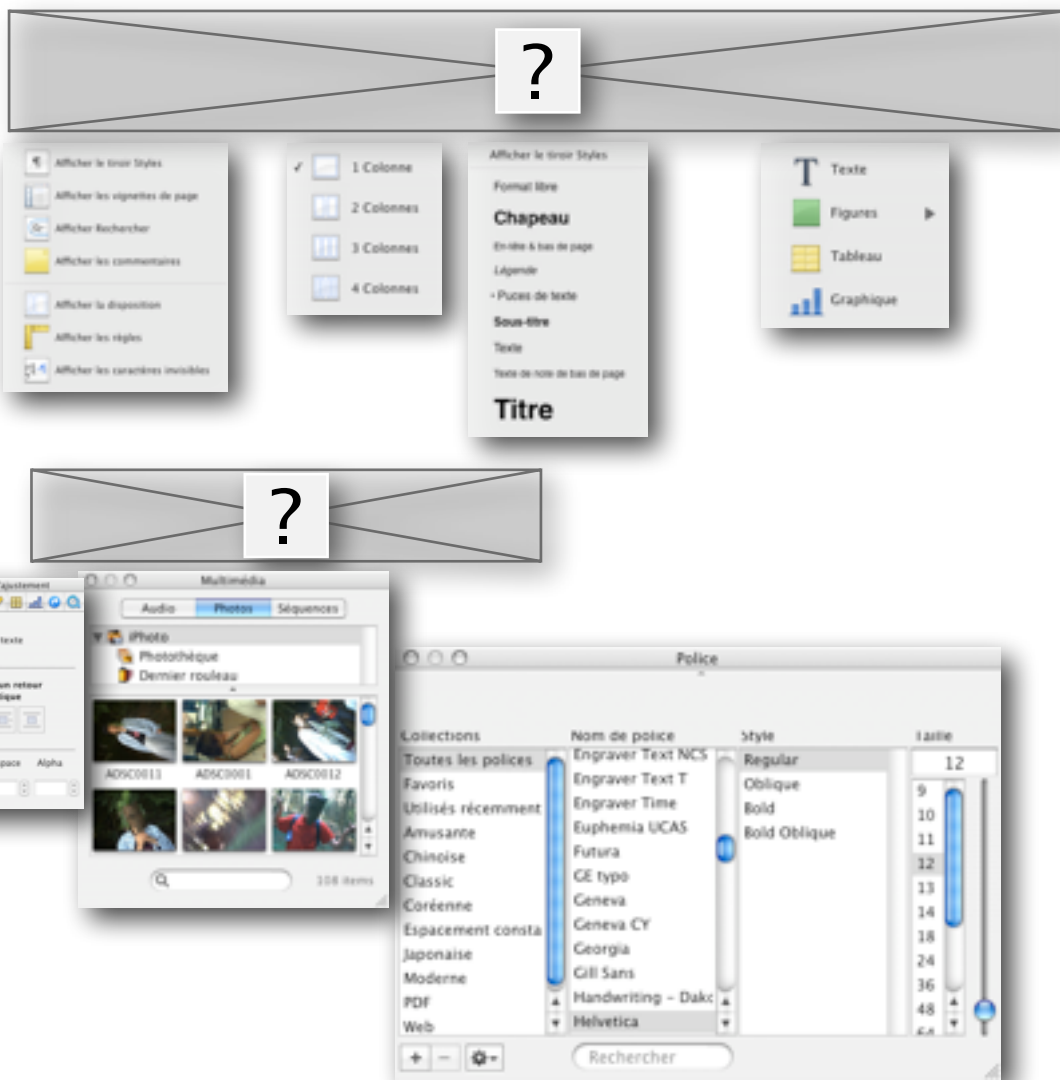 ?
Afficher le tiroir Styles
Afficher les vignettes de page
Afficher Rechercher
Afficher les commentaires
Afficher la disposition
Afficher les règles
Afficher les caractères invisibles
✓ 1 Colonne
2 Colonnes
3 Colonnes
4 Colonnes
Afficher le tiroir Styles
Format libre
Chapeau
En-tête & bas de page
Légende
• Puces de texte
Sous-titre
Texte
Texte de note de bas de page
Titre
T Texte
Figures
Tableau
Graphique
?
ajustement
texte
un retour
ique
pace Alpha
Multimédia
Audio Photos Séquences
iPhoto
Photothèque
Dernier rouleau
ADSC0011 ADSC0001 ADSC0012
108 items
Police
Collections Nom de police Style Taille
Toutes les polices
Favoris
Utilisés récemment
Amusante
Chinoise
Classic
Coréenne
Espacement consta
Japonaise
Moderne
PDF
Web
Engraver Text NCS
Engraver Text T
Engraver Time
Euphemia UCAS
Futura
GE typo
Geneva
Geneva CY
Georgia
Gill Sans
Handwriting – Dakc
Helvetica
Regular
Oblique
Bold
Bold Oblique
12
9
10
11
12
13
14
18
24
36
48
64
+ −
Rechercher